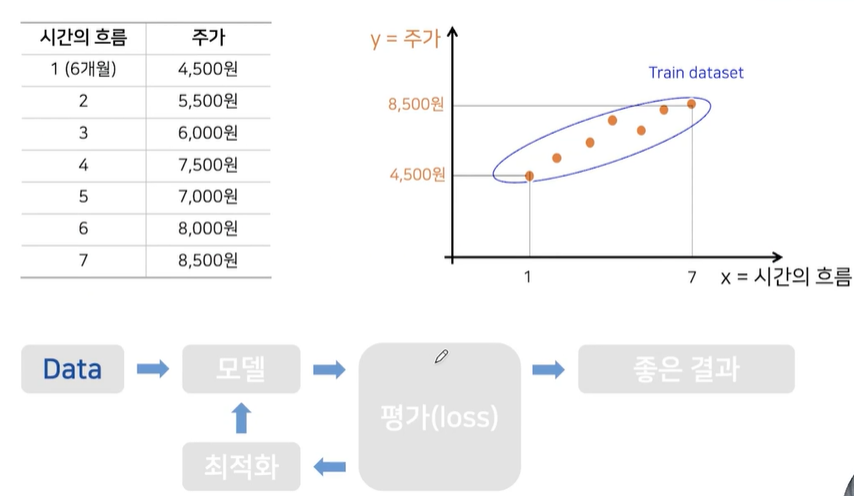 시간의 흐름 주가
1 (6개월) 4,500원
2 5,500원
3 6,000원
4 7,500원
5 7,000원
6 8,000원
7 8,500원
y = 주가
Train dataset
8,500원
4,500원
1 7 x = 시간의 흐름
Data 모델 평가(loss) 좋은 결과
최적화